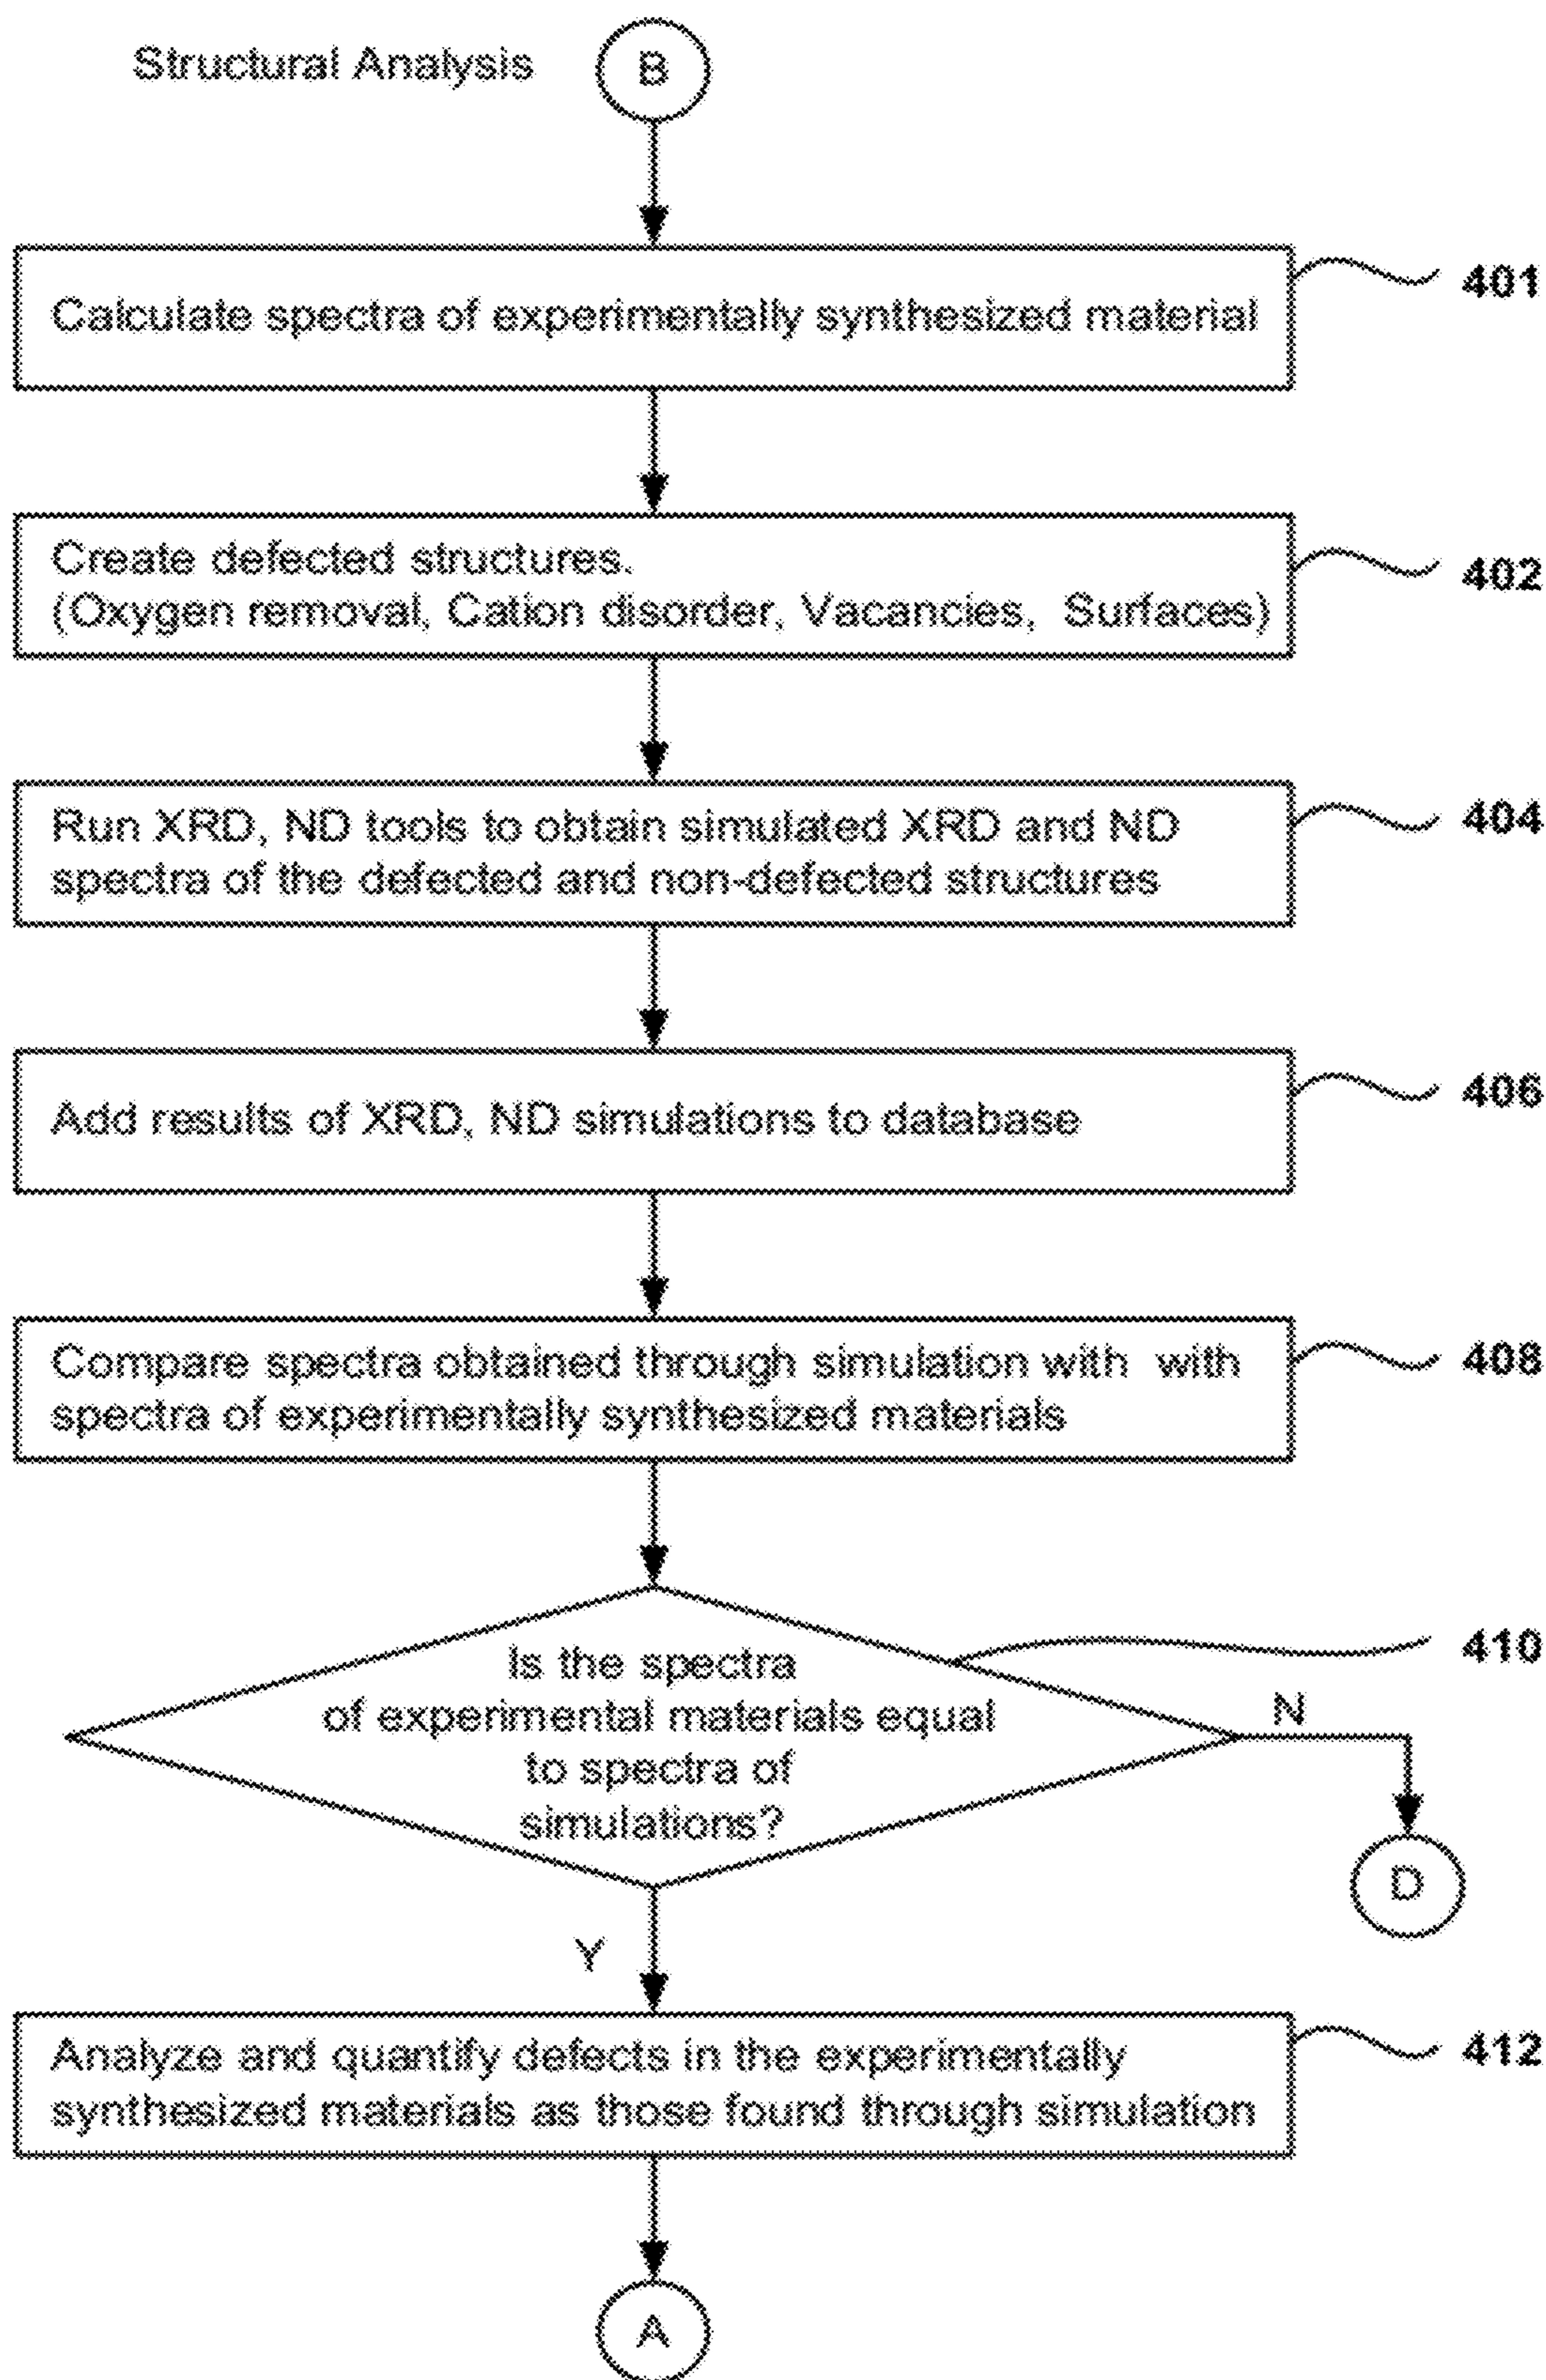 Structural Analysis
B
Calculate spectra of experimentally synthesized material
401
Create defected structures.
(Oxygen removal, Cation disorder, Vacancies, Surfaces)
402
Run XRD, ND tools to obtain simulated XRD and ND
spectra of the defected and non-defected structures
404
Add results of XRD, ND simulations to database
406
Compare spectra obtained through simulation with with
spectra of experimentally synthesized materials
408
Is the spectra
of experimental materials equal
to spectra of
simulations?
410
N
D
Y
Analyze and quantify defects in the experimentally
synthesized materials as those found through simulation
412
A